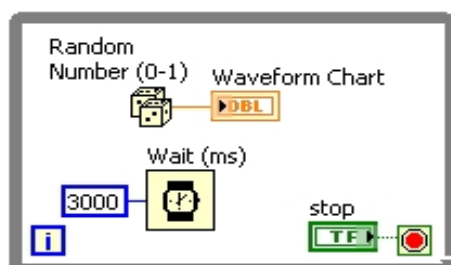 Random
Number (0-1)
Waveform Chart
DBL
Wait (ms)
3000
stop
TF
i